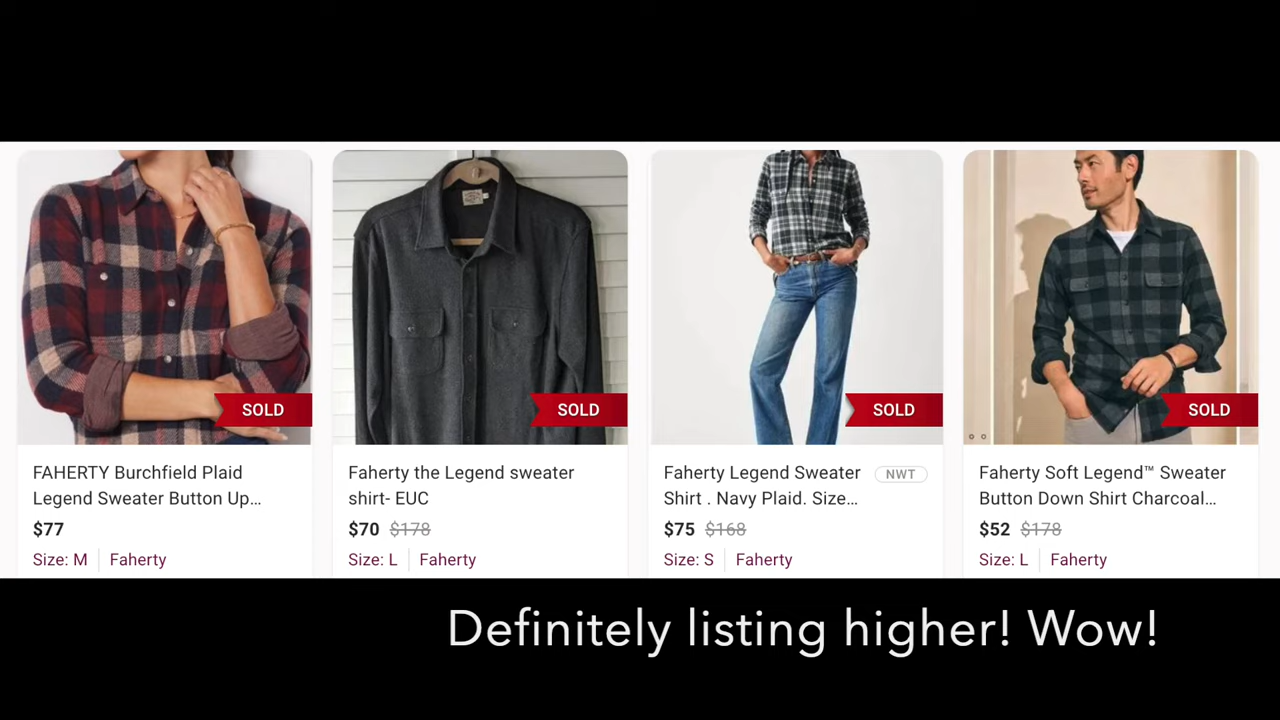 SOLD
SOLD
SOLD
SOLD
FAHERTY Burchfield Plaid
Legend Sweater Button Up...
$77
Size: M Faherty
Faherty the Legend sweater
shirt- EUC
$70 $178
Size: L Faherty
Faherty Legend Sweater NWT
Shirt . Navy Plaid. Size...
$75 $168
Size: S Faherty
Faherty Soft Legend™ Sweater
Button Down Shirt Charcoal...
$52 $178
Size: L Faherty
Definitely listing higher! Wow!